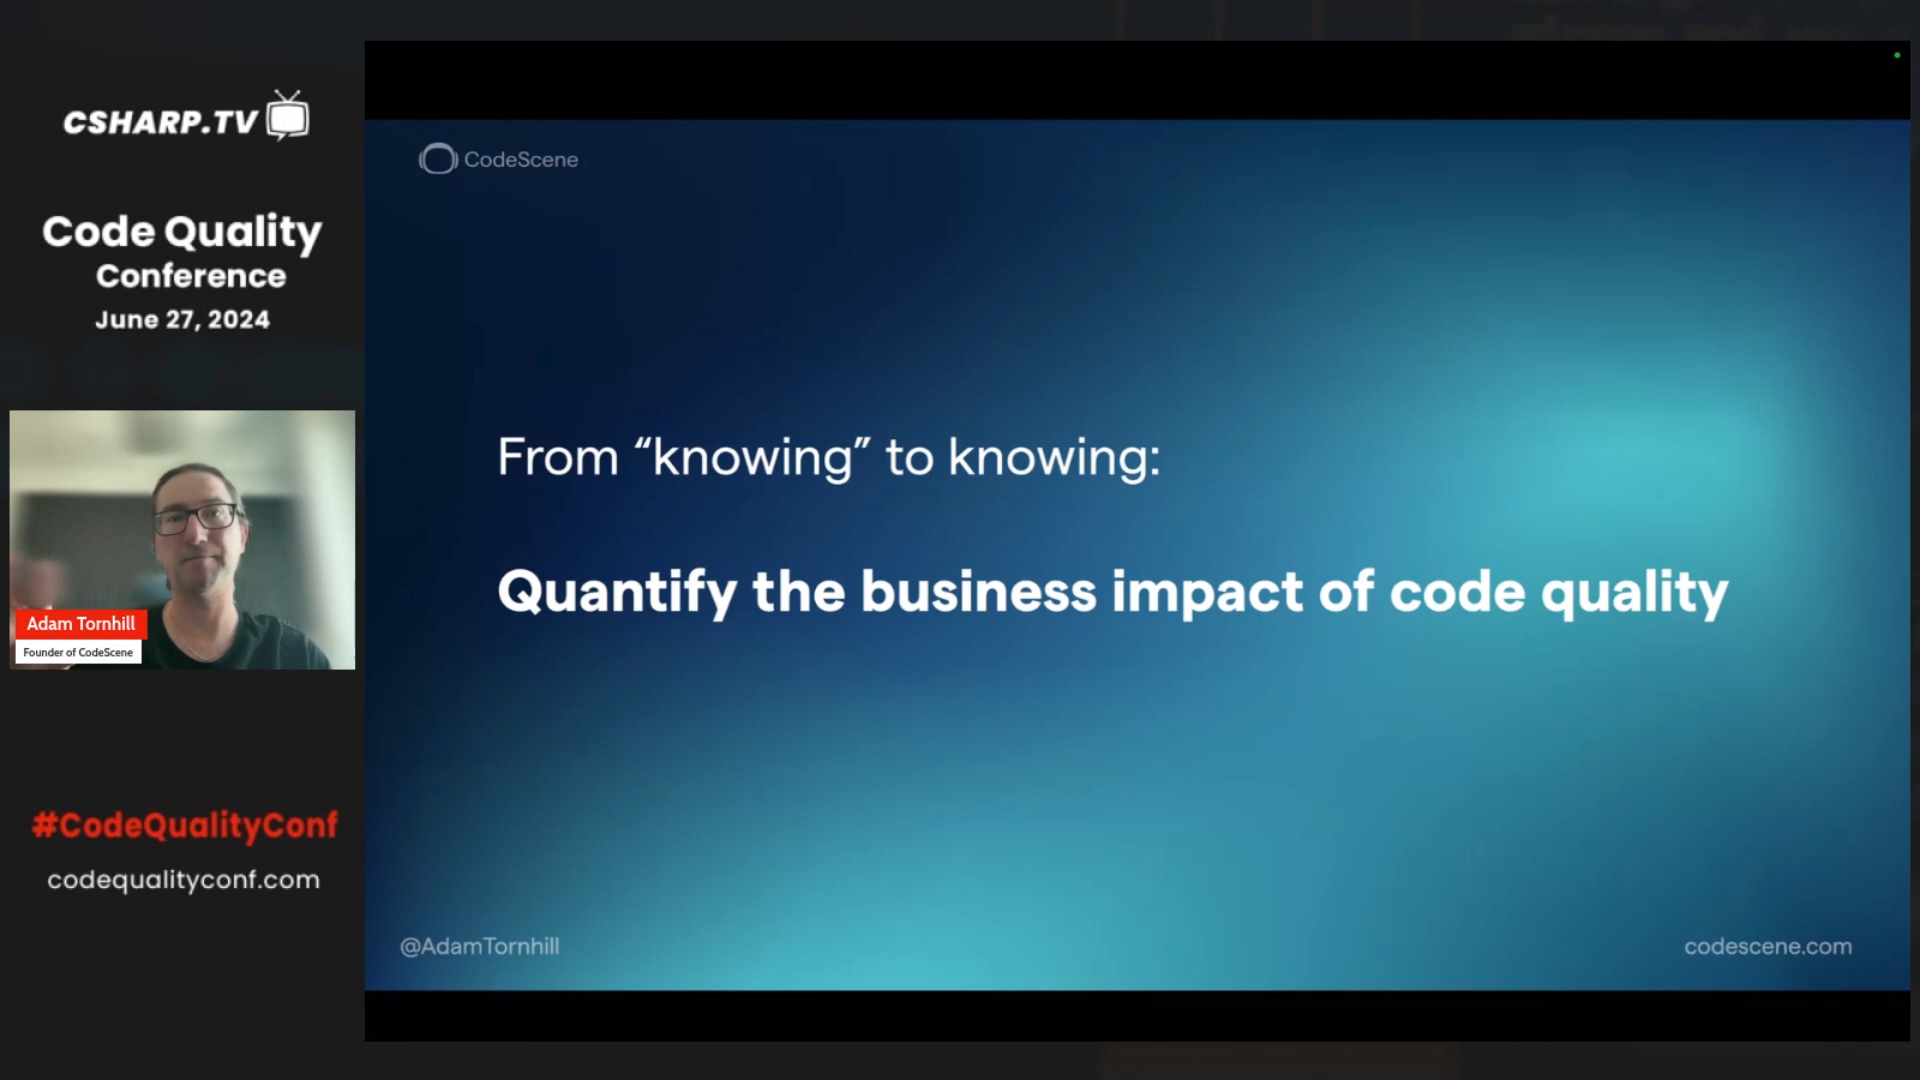 CSHARP.TV
Code Quality
Conference
June 27, 2024
Adam Tornhill
Founder of CodeScene
#CodeQualityConf
codequalityconf.com
CodeScene
From “knowing” to knowing:
Quantify the business impact of code quality
@AdamTornhill
codescene.com